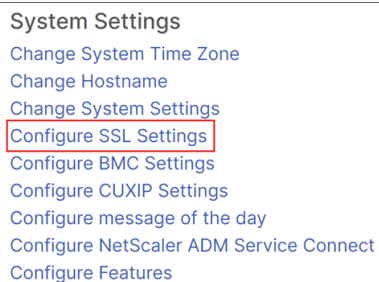 System Settings
Change System Time Zone
Change Hostname
Change System Settings
Configure SSL Settings
Configure BMC Settings
Configure CUXIP Settings
Configure message of the day
Configure NetScaler ADM Service Connect
Configure Features